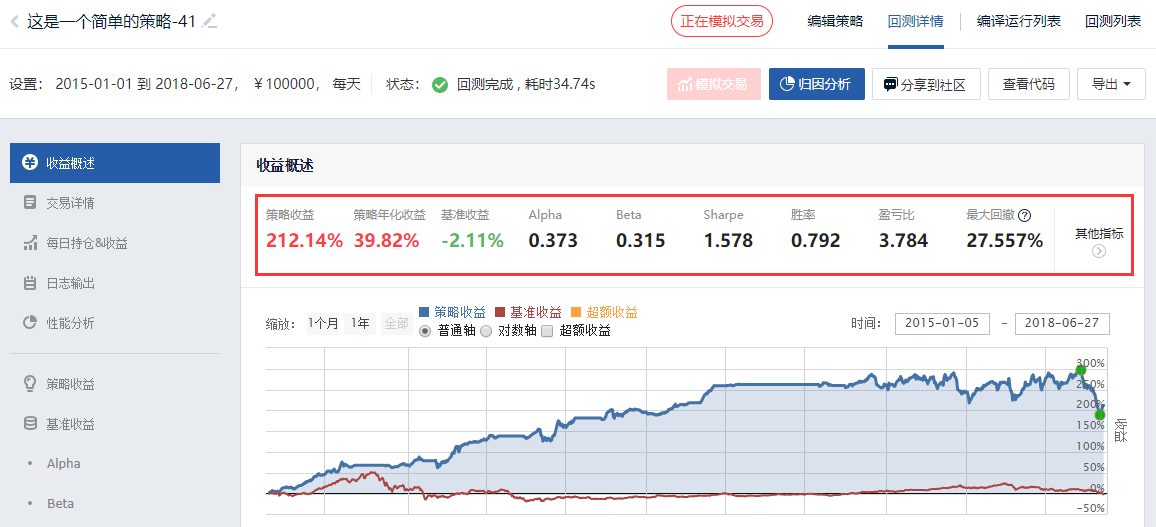 这是一个简单的策略-41
正在模拟交易 编辑策略 回测详情 编译运行列表 回测列表
设置： 2015-01-01 到 2018-06-27， ￥100000， 每天 状态： 回测完成 , 耗时34.74s
模拟交易 归因分析 分享到社区 查看代码 导出
收益概述
交易详情
每日持仓&收益
日志输出
性能分析
策略收益
基准收益
Alpha
Beta
收益概述
策略收益 策略年化收益 基准收益 Alpha Beta Sharpe 胜率 盈亏比 最大回撤 ?
212.14% 39.82% -2.11% 0.373 0.315 1.578 0.792 3.784 27.557%
其他指标
策略收益 基准收益 超额收益
缩放： 1个月 1年 全部
普通轴 对数轴 超额收益
时间： 2015-01-05 - 2018-06-27
300%
250%
200%
150%
100%
50%
0%
-50%
收益